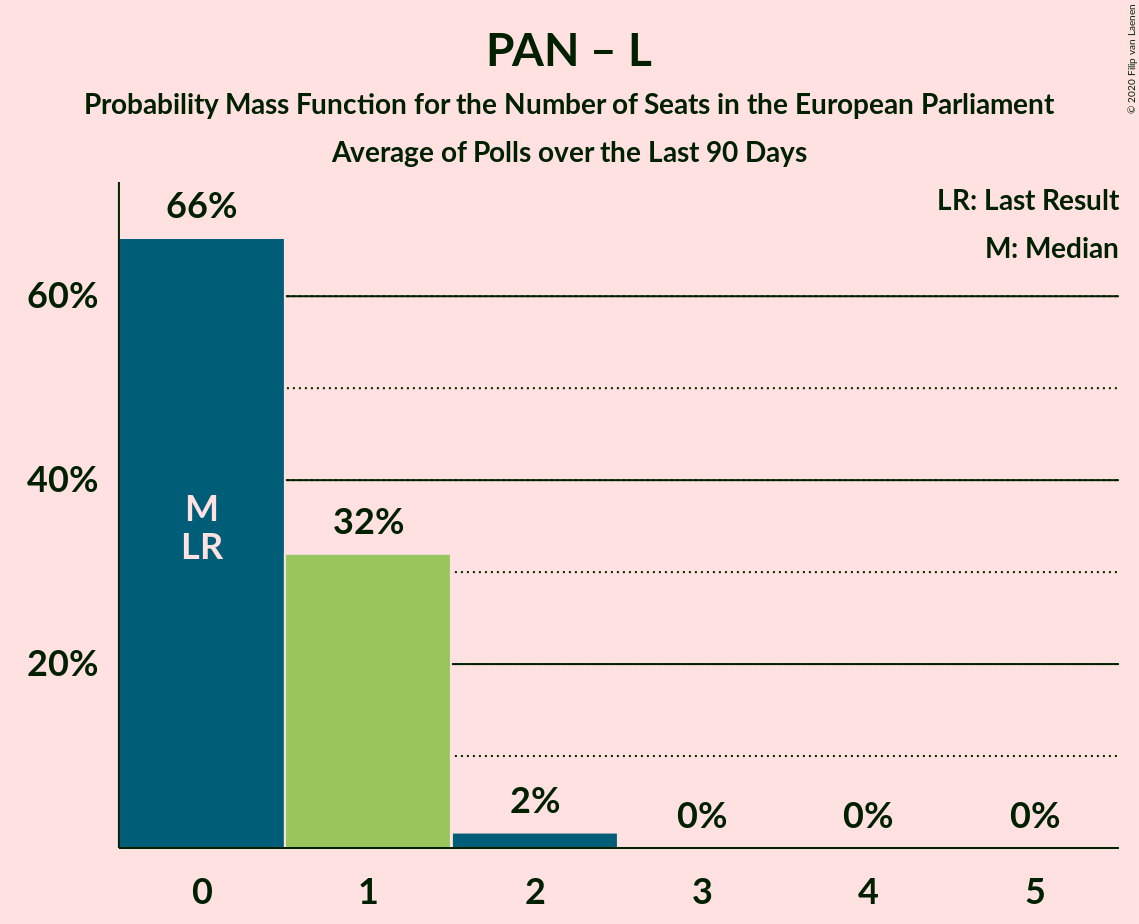 PAN – L
Probability Mass Function for the Number of Seats in the European Parliament
Average of Polls over the Last 90 Days
© 2020 Filip van Laenen
LR: Last Result
M: Median
66%
60%
40%
M
LR
32%
20%
2%
0%
0%
0%
0
1
2
3
4
5